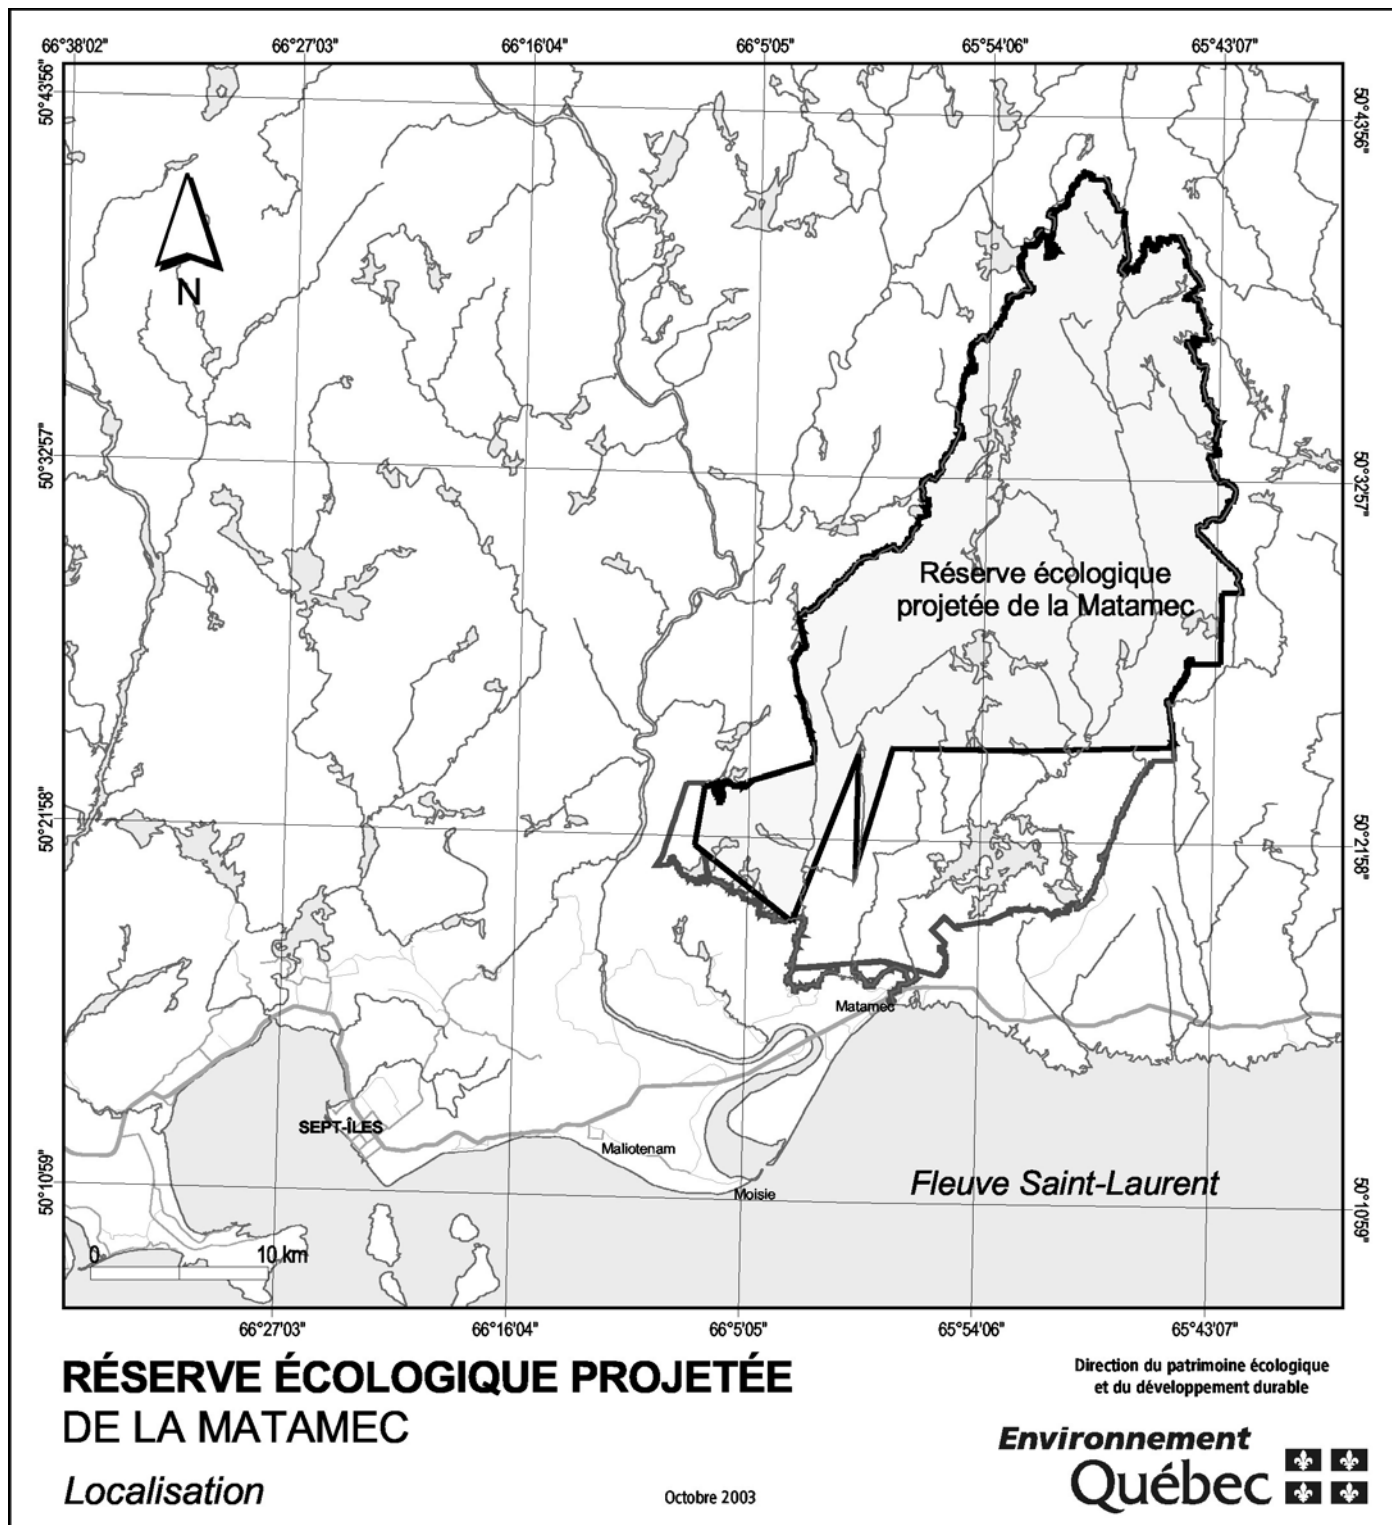 66°38'02"
66°27'03"
66°16'04"
66°5'05"
65°54'06"
65°43'07"
50°43'56"
50°43'56"
N
50°32'57"
50°32'57"
Réserve écologique
projetée de la Matamec
50°21'58"
50°21'58"
Matamec
SEPT-ÎLES
Maliotenam
Moisie
Fleuve Saint-Laurent
50°10'59"
50°10'59"
0
10 km
66°27'03"
66°16'04"
66°5'05"
65°54'06"
65°43'07"
RÉSERVE ÉCOLOGIQUE PROJETÉE
DE LA MATAMEC
Localisation
Octobre 2003
Direction du patrimoine écologique
et du développement durable
Environnement
Québec